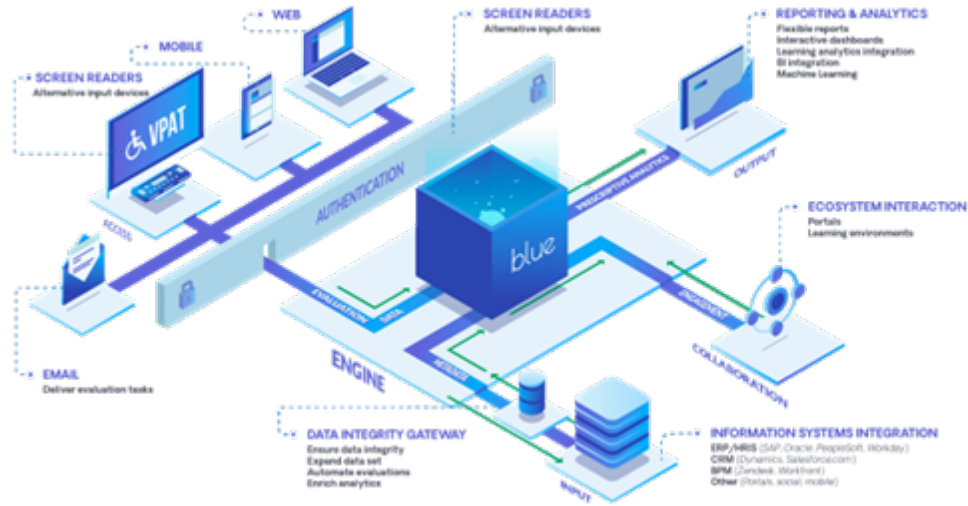 WEB
MOBILE
SCREEN READERS
Alternative input devices
SCREEN READERS
Alternative input devices
REPORTING & ANALYTICS
Flexible reports
Interactive dashboards
Learning analytics integration
BI integration
Machine Learning
VPAT
ACCESS
AUTHENTICATION
PRESCRIPTIVE ANALYTICS
OUTPUT
ECOSYSTEM INTERACTION
Portals
Learning environments
blue
EVALUATION DATA
ENGAGEMENT
METADATA
ENGINE
COLLABORATION
EMAIL
Deliver evaluation tasks
DATA INTEGRITY GATEWAY
Ensure data integrity
Expand data set
Automate evaluations
Enrich analytics
INPUT
INFORMATION SYSTEMS INTEGRATION
ERP/HRIS (SAP, Oracle, PeopleSoft, Workday)
CRM (Dynamics, Salesforce.com)
BPM (Zendesk, Workfront)
Other (Portals, social, mobile)